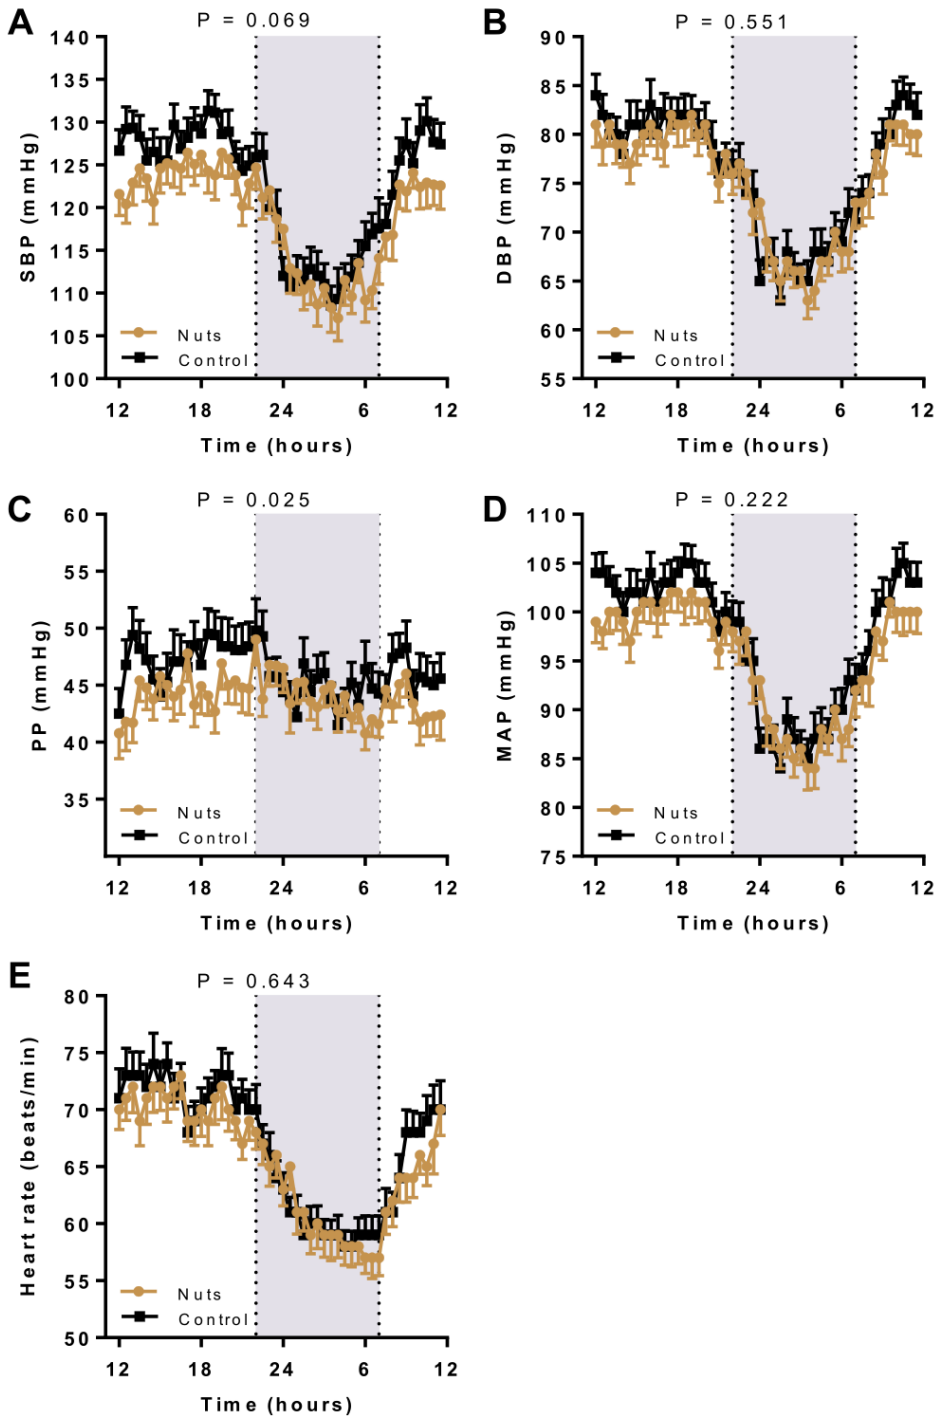 A
P = 0.069
140
135
130
125
120
115
110
105
100
SBP (mmHg)
Nuts
Control
12 18 24 6 12
Time (hours)
B
P = 0.551
90
85
80
75
70
65
60
55
DBP (mmHg)
Nuts
Control
12 18 24 6 12
Time (hours)
C
P = 0.025
60
55
50
45
40
35
PP (mmHg)
Nuts
Control
12 18 24 6 12
Time (hours)
D
P = 0.222
110
105
100
95
90
85
80
75
MAP (mmHg)
Nuts
Control
12 18 24 6 12
Time (hours)
E
P = 0.643
80
75
70
65
60
55
50
Heart rate (beats/min)
Nuts
Control
12 18 24 6 12
Time (hours)